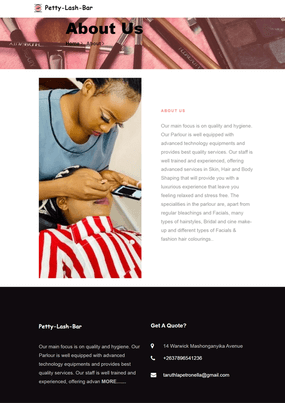 Petty-Lash-Bar
About Us
Home
ABOUT US
Our main focus is on quality and hygiene.
Our Parlour is well equipped with
advanced technology equipments and
provides best quality services. Our staff is
well trained and experienced, offering
advanced services in Skin, Hair and Body
Shaping that will provide you with a
luxurious experience that leave you
feeling relaxed and stress free. The
specialities in the parlour are, apart from
regular bleachings and Facials, many
types of hairstyles, Bridal and cine make-
up and different types of Facials &
fashion hair colourings.
Petty-Lash-Bar
Our main focus is on quality and hygiene. Our
Parlour is well equipped with advanced
technology equipments and provides best
quality services. Our staff is well trained and
experienced, offering advan MORE......
Get A Quote?
14 Warwick Mashonganyika Avenue
+2637896541236
taruthlapetronella@gmail.com